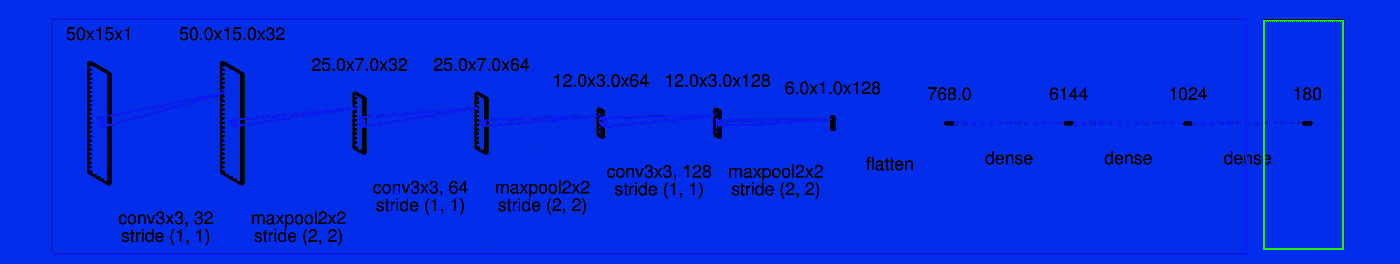 50x15x1
50.0x15.0x32
25.0x7.0x32
25.0x7.0x64
12.0x3.0x64
12.0x3.0x128
6.0x1.0x128
768.0
6144
1024
180
conv3x3, 32
stride (1, 1)
maxpool2x2
stride (2, 2)
conv3x3, 64
stride (1, 1)
maxpool2x2
stride (2, 2)
conv3x3, 128
stride (1, 1)
maxpool2x2
stride (2, 2)
flatten
dense
dense
dense